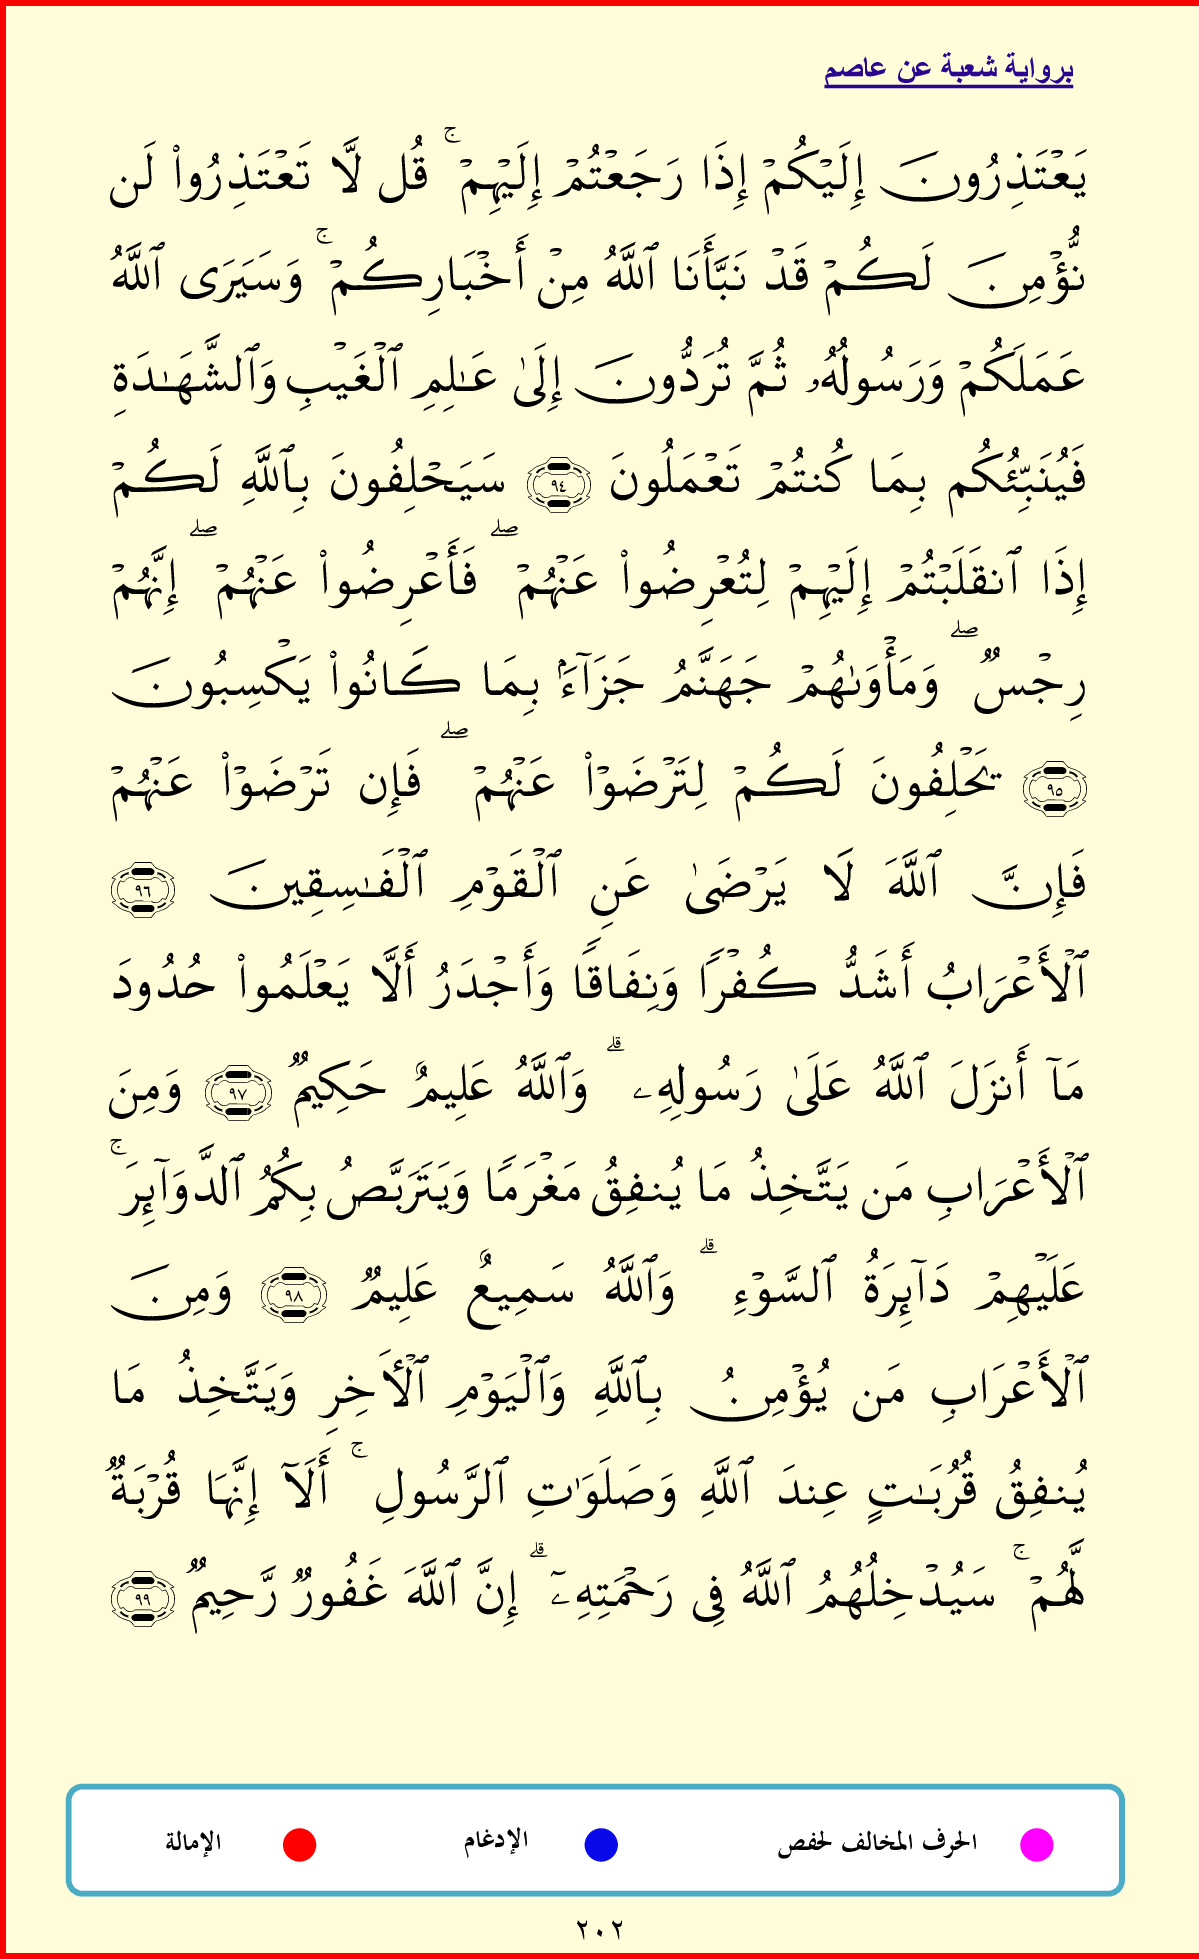 برواية شعبة عن عاصم
يَعْتَذِرُونَ إِلَيْكُمْ إِذَا رَجَعْتُمْ إِلَيْهِمْ ۚ قُل لَّا تَعْتَذِرُوا۟ لَن
نُّؤْمِنَ لَكُمْ قَدْ نَبَّأَنَا ٱللَّهُ مِنْ أَخْبَارِكُمْ ۚ وَسَيَرَى ٱللَّهُ
عَمَلَكُمْ وَرَسُولُهُۥ ثُمَّ تُرَدُّونَ إِلَىٰ عَـٰلِمِ ٱلْغَيْبِ وَٱلشَّهَـٰدَةِ
فَيُنَبِّئُكُم بِمَا كُنتُمْ تَعْمَلُونَ ٩٤ سَيَحْلِفُونَ بِٱللَّهِ لَكُمْ
إِذَا ٱنقَلَبْتُمْ إِلَيْهِمْ لِتُعْرِضُوا۟ عَنْهُمْ ۖ فَأَعْرِضُوا۟ عَنْهُمْ ۖ إِنَّهُمْ
رِجْسٌ ۖ وَمَأْوَىٰهُمْ جَهَنَّمُ جَزَآءًۢ بِمَا كَانُوا۟ يَكْسِبُونَ
٩٥ يَحْلِفُونَ لَكُمْ لِتَرْضَوْا۟ عَنْهُمْ ۖ فَإِن تَرْضَوْا۟ عَنْهُمْ
فَإِنَّ ٱللَّهَ لَا يَرْضَىٰ عَنِ ٱلْقَوْمِ ٱلْفَـٰسِقِينَ ٩٦
ٱلْأَعْرَابُ أَشَدُّ كُفْرًا وَنِفَاقًا وَأَجْدَرُ أَلَّا يَعْلَمُوا۟ حُدُودَ
مَآ أَنزَلَ ٱللَّهُ عَلَىٰ رَسُولِهِۦ ۗ وَٱللَّهُ عَلِيمٌ حَكِيمٌ ٩٧ وَمِنَ
ٱلْأَعْرَابِ مَن يَتَّخِذُ مَا يُنفِقُ مَغْرَمًا وَيَتَرَبَّصُ بِكُمُ ٱلدَّوَآئِرَ ۚ
عَلَيْهِمْ دَآئِرَةُ ٱلسَّوْءِ ۗ وَٱللَّهُ سَمِيعٌ عَلِيمٌ ٩٨ وَمِنَ
ٱلْأَعْرَابِ مَن يُؤْمِنُ بِٱللَّهِ وَٱلْيَوْمِ ٱلْـَٔاخِرِ وَيَتَّخِذُ مَا
يُنفِقُ قُرُبَـٰتٍ عِندَ ٱللَّهِ وَصَلَوَٰتِ ٱلرَّسُولِ ۚ أَلَآ إِنَّهَا قُرْبَةٌ
لَّهُمْ ۚ سَيُدْخِلُهُمُ ٱللَّهُ فِى رَحْمَتِهِۦٓ ۗ إِنَّ ٱللَّهَ غَفُورٌ رَّحِيمٌ ٩٩
الحرف المخالف لحفص الإدغام الإمالة
٢٠٢